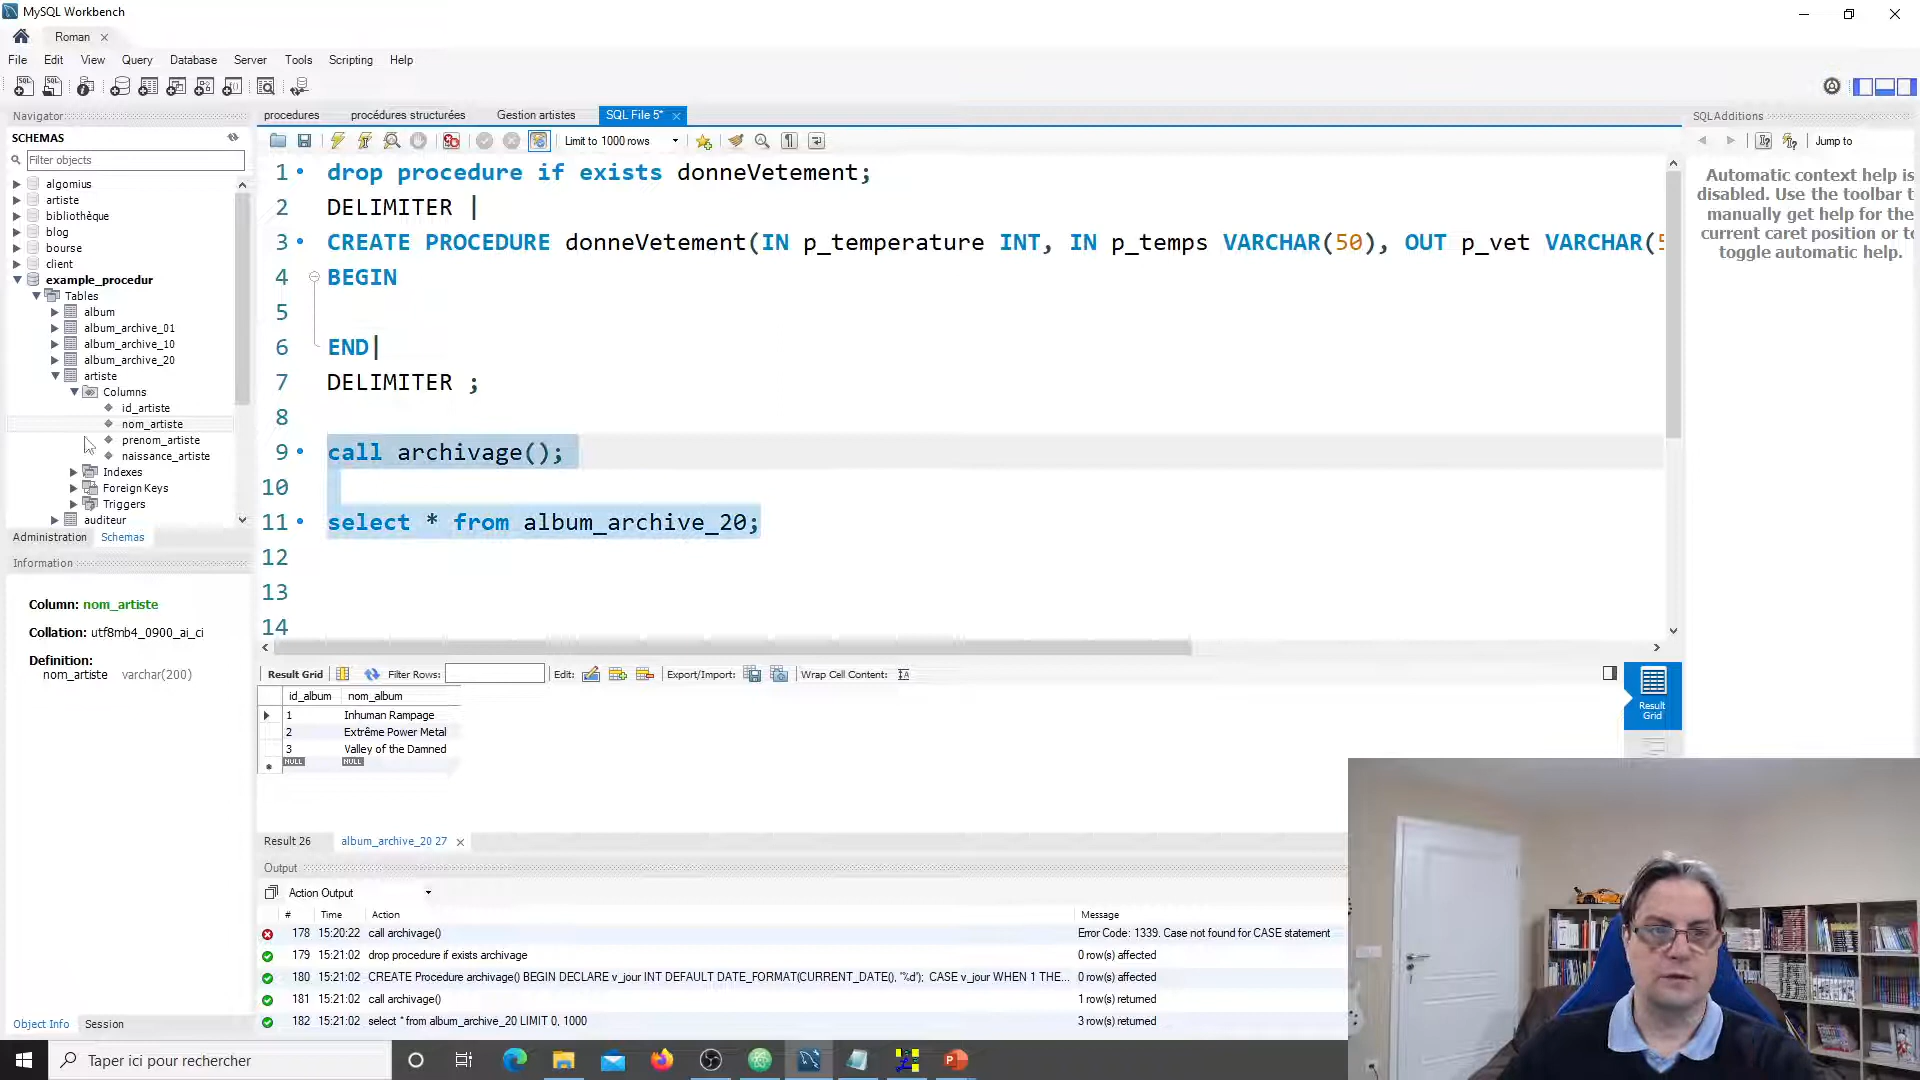 MySQL Workbench
Roman
File Edit View Query Database Server Tools Scripting Help
Navigator
SCHEMAS
Filter objects
algomius
artiste
bibliothèque
blog
bourse
client
example_procedur
Tables
album
album_archive_01
album_archive_10
album_archive_20
artiste
Columns
id_artiste
nom_artiste
prenom_artiste
naissance_artiste
Indexes
Foreign Keys
Triggers
auditeur
Administration Schemas
Information
Column: nom_artiste
Collation: utf8mb4_0900_ai_ci
Definition:
nom_artiste varchar(200)
Object Info Session
procedures procédures structurées Gestion artistes SQL File 5*
Limit to 1000 rows
1 drop procedure if exists donneVetement;
2 DELIMITER |
3 CREATE PROCEDURE donneVetement(IN p_temperature INT, IN p_temps VARCHAR(50), OUT p_vet VARCHAR(5
4 BEGIN
5
6 END|
7 DELIMITER ;
8
9 call archivage();
10
11 select * from album_archive_20;
12
13
14
SQLAdditions
Jump to
Automatic context help is
disabled. Use the toolbar t
manually get help for the
current caret position or to
toggle automatic help.
Result Grid Filter Rows: Edit: Export/Import: Wrap Cell Content:
id_album nom_album
1 Inhuman Rampage
2 Extrême Power Metal
3 Valley of the Damned
NULL NULL
Result
Grid
Result 26 album_archive_20 27
Output
Action Output
# Time Action Message
178 15:20:22 call archivage() Error Code: 1339. Case not found for CASE statement
179 15:21:02 drop procedure if exists archivage 0 row(s) affected
180 15:21:02 CREATE Procedure archivage() BEGIN DECLARE v_jour INT DEFAULT DATE_FORMAT(CURRENT_DATE(), "%d"); CASE v_jour WHEN 1 THE... 0 row(s) affected
181 15:21:02 call archivage() 1 row(s) returned
182 15:21:02 select * from album_archive_20 LIMIT 0, 1000 3 row(s) returned
Taper ici pour rechercher